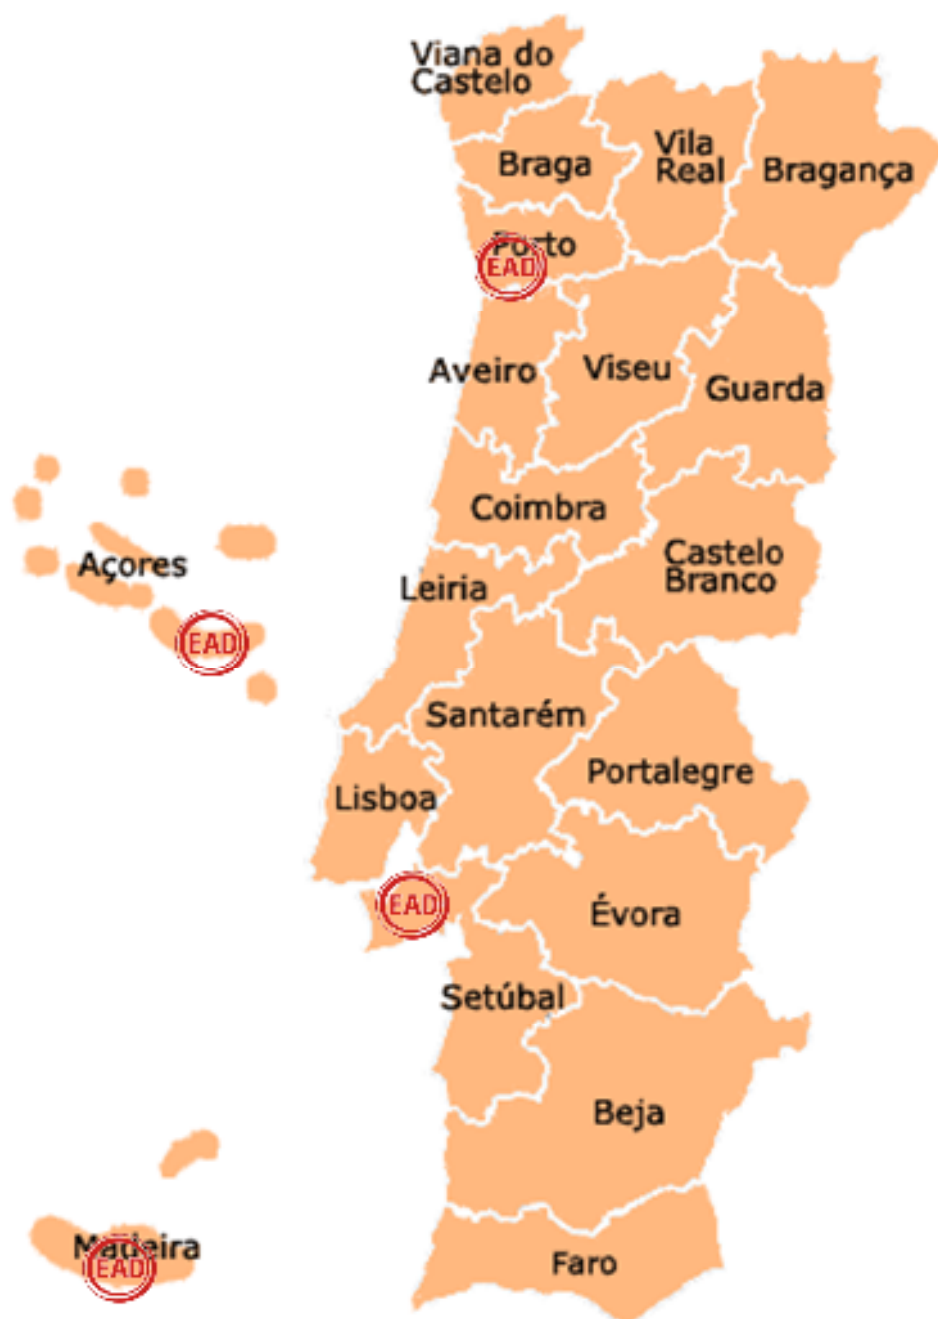 Viana do
Castelo
Braga
Vila
Real
Bragança
Porto
EAD
Aveiro
Viseu
Guarda
Coimbra
Açores
Leiria
Castelo
Branco
EAD
Santarém
Portalegre
Lisboa
EAD
Évora
Setúbal
Beja
Madeira
EAD
Faro